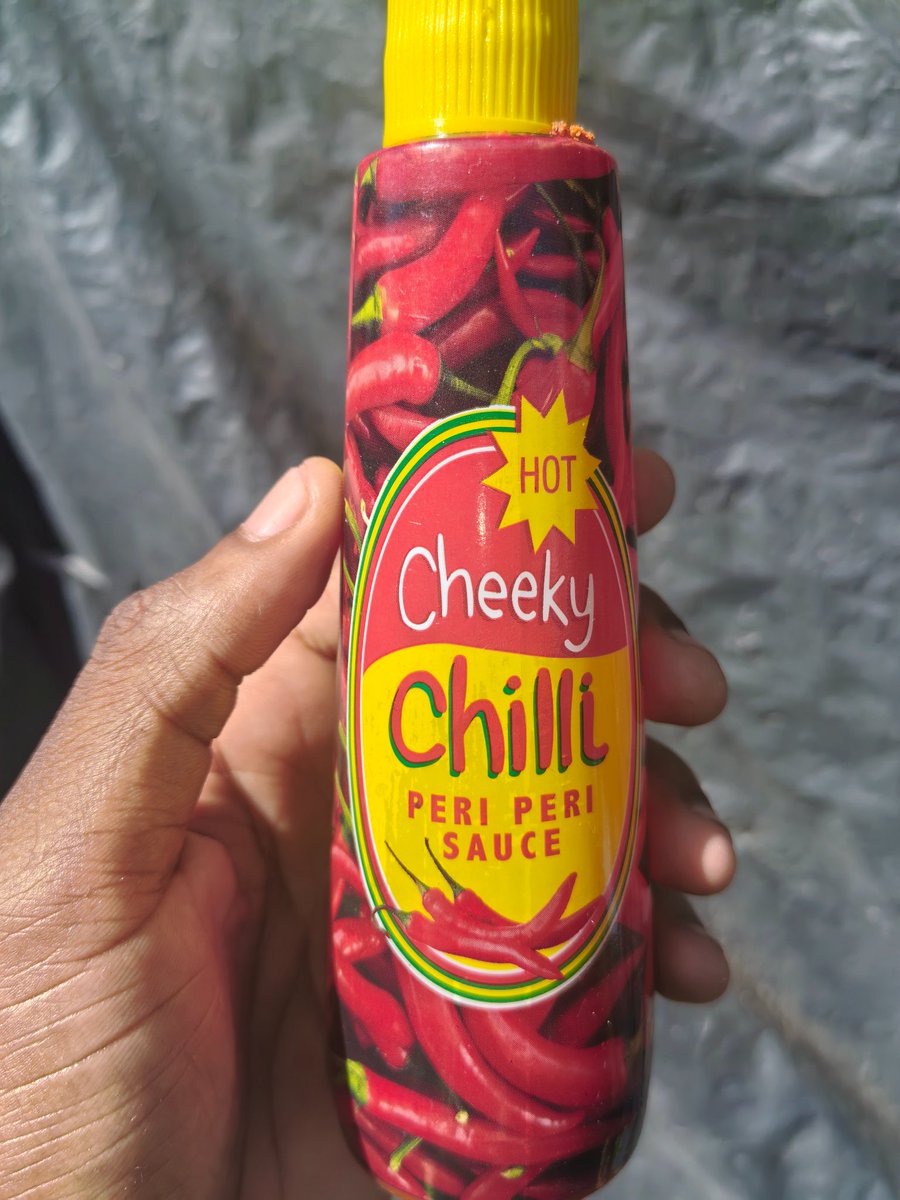 HOT
Cheeky
Chilli
PERI PERI
SAUCE